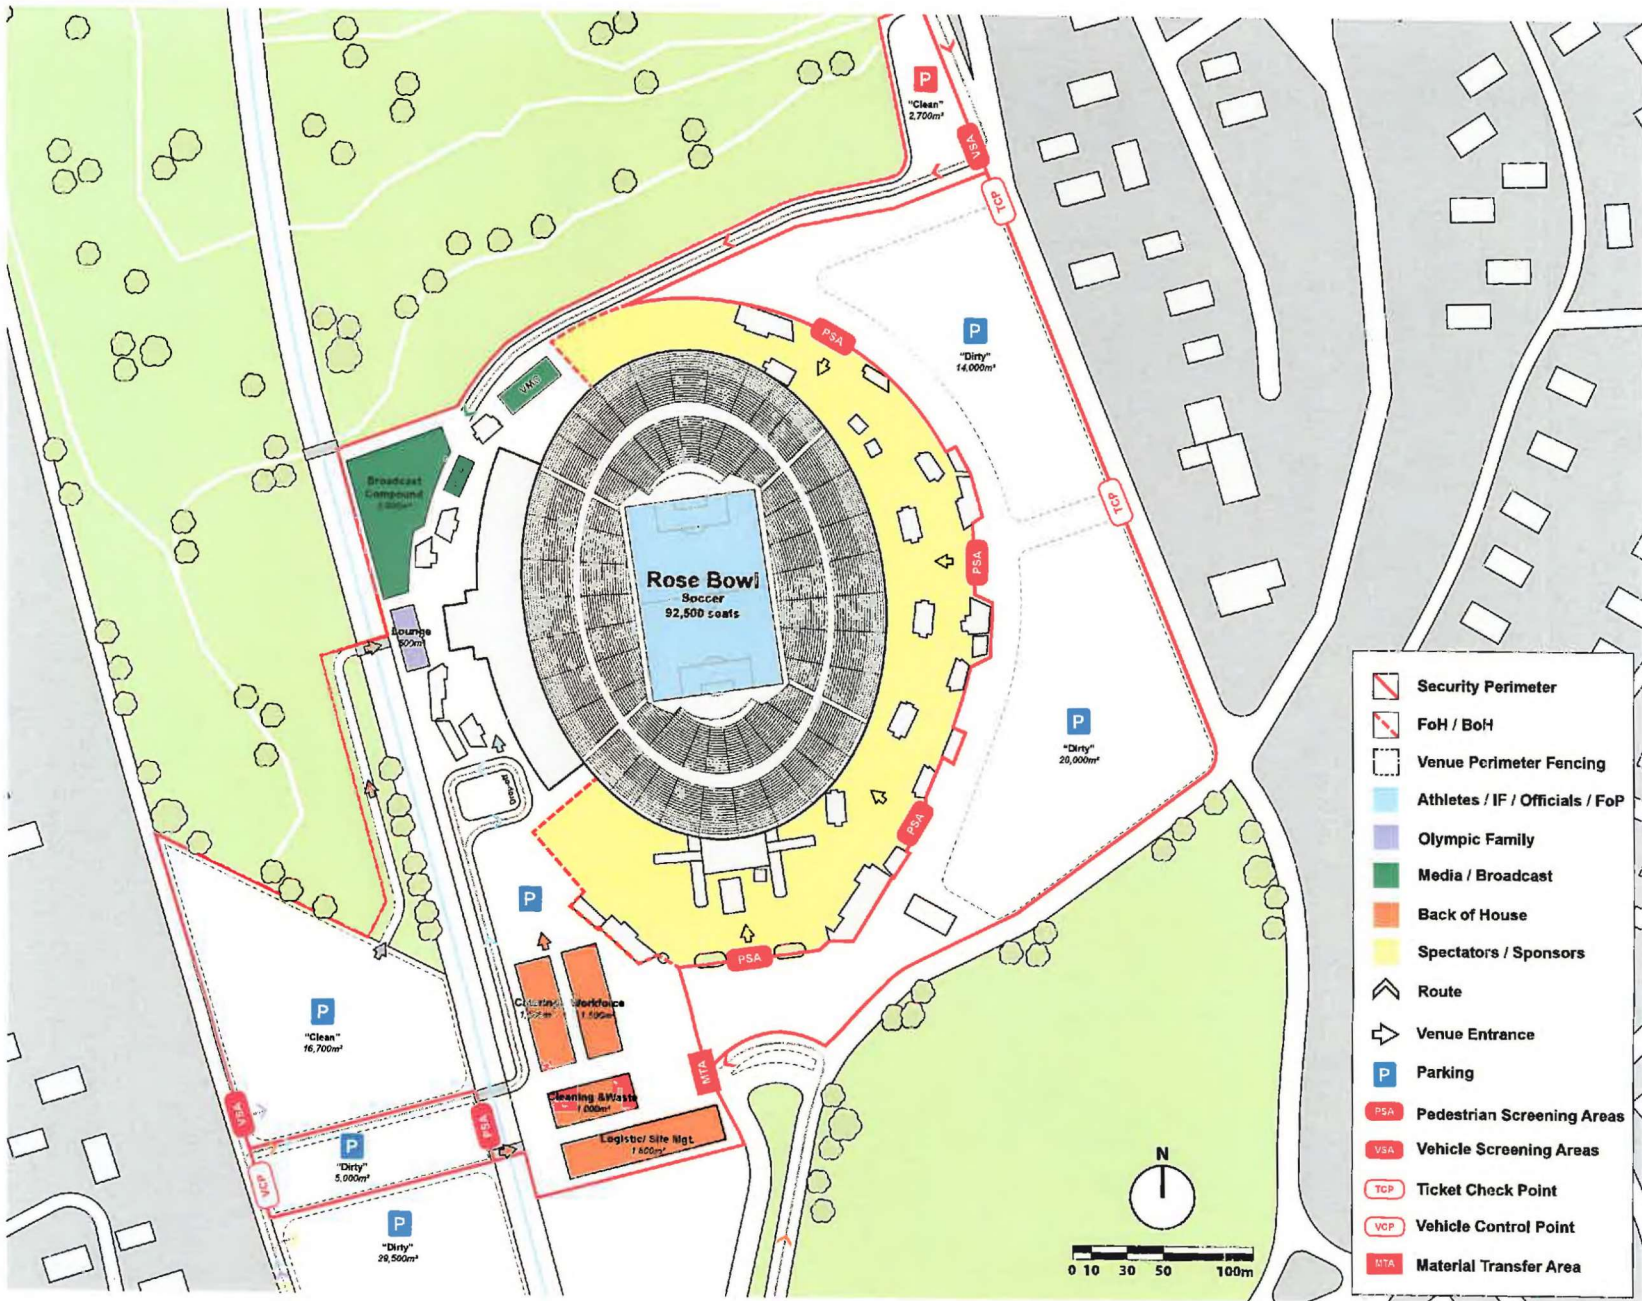 P
"Clean"
2,700m²
VSA
TCP
PSA
P
"Dirty"
14,000m²
VMC
Broadcast
Compound
TCP
PSA
Rose Bowl
Soccer
92,500 seats
Lounge
500m²
P
"Dirty"
20,000m²
Drop off
PSA
P
PSA
P
"Clean"
16,700m²
Catering
Workforce
1,500m²
MTA
VSA
PSA
Cleaning & Waste
1,000m²
Logistic/ Site Mgt.
P
"Dirty"
5,000m²
VCP
P
"Dirty"
N
0 10 30 50 100m
Security Perimeter
FoH / BoH
Venue Perimeter Fencing
Athletes / IF / Officials / FoP
Olympic Family
Media / Broadcast
Back of House
Spectators / Sponsors
Route
Venue Entrance
P Parking
PSA Pedestrian Screening Areas
VSA Vehicle Screening Areas
TCP Ticket Check Point
VCP Vehicle Control Point
MTA Material Transfer Area